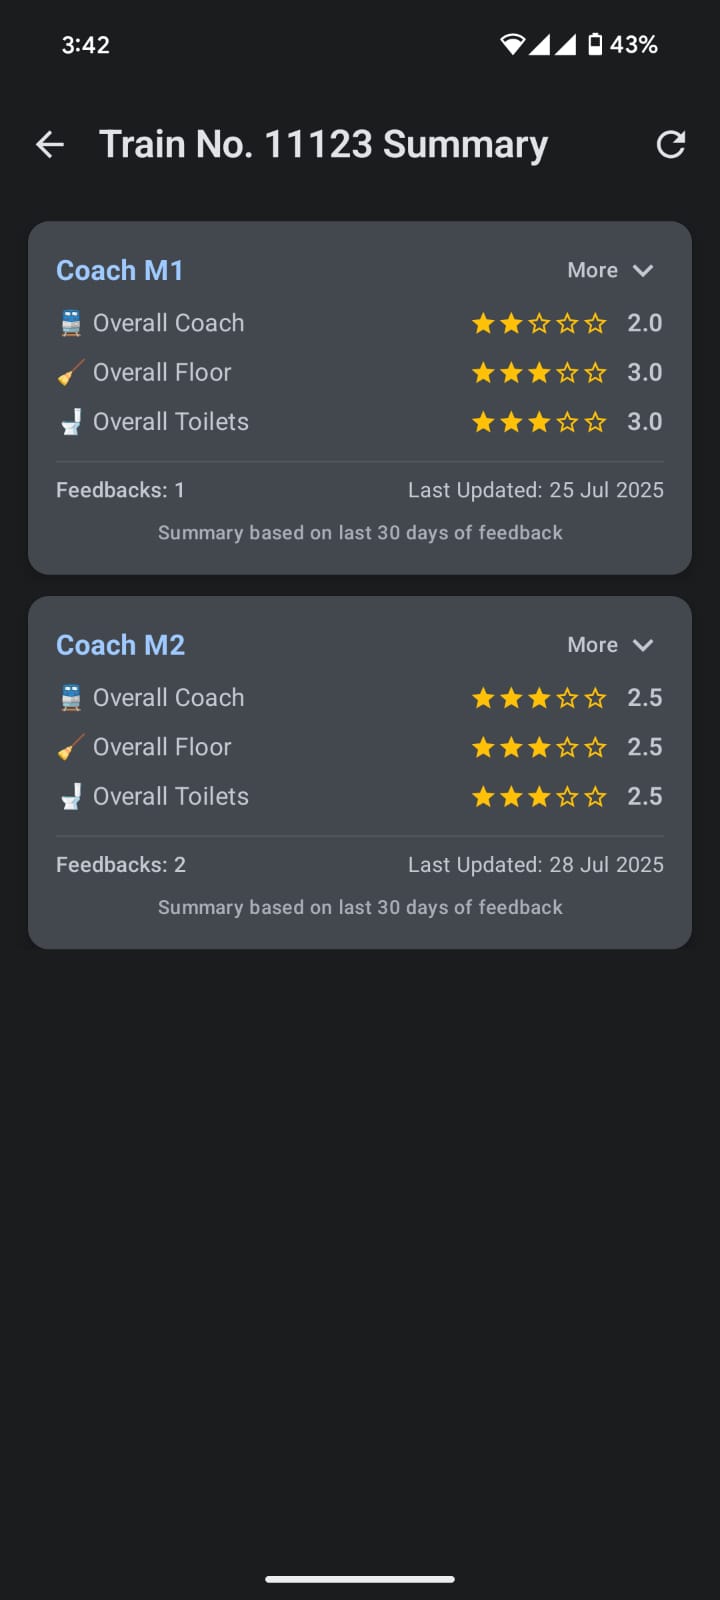 3:42 43%
Train No. 11123 Summary
Coach M1 More
Overall Coach 2.0
Overall Floor 3.0
Overall Toilets 3.0
Feedbacks: 1 Last Updated: 25 Jul 2025
Summary based on last 30 days of feedback
Coach M2 More
Overall Coach 2.5
Overall Floor 2.5
Overall Toilets 2.5
Feedbacks: 2 Last Updated: 28 Jul 2025
Summary based on last 30 days of feedback